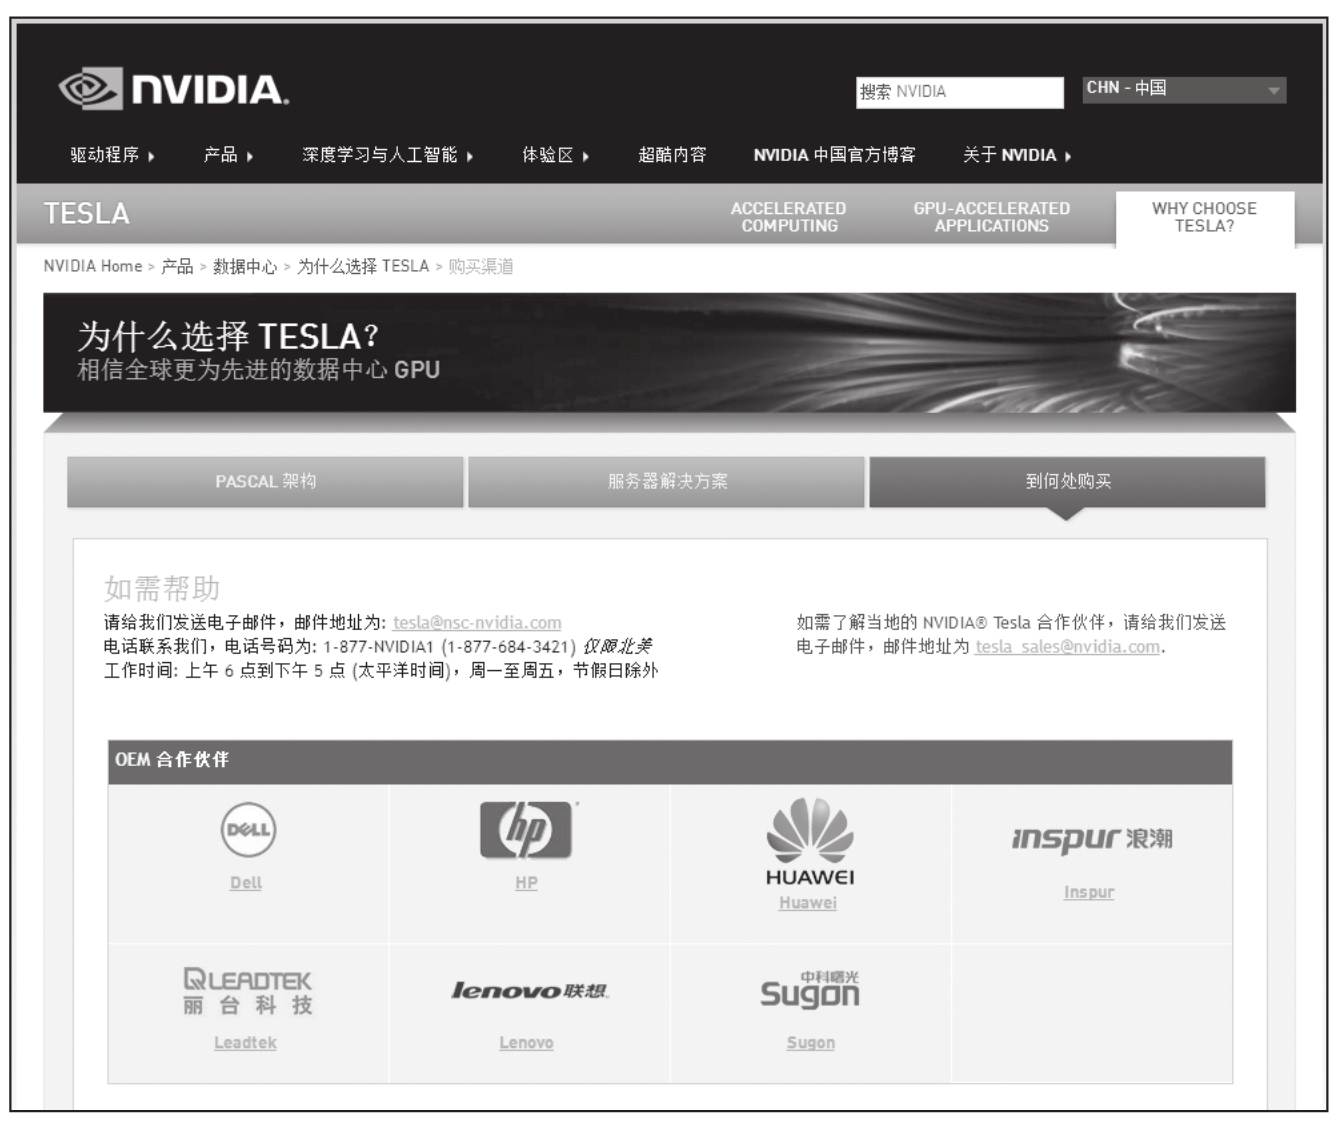 NVIDIA.
搜索 NVIDIA
CHN - 中国
驱动程序 产品 深度学习与人工智能 体验区 超酷内容 NVIDIA 中国官方博客 关于 NVIDIA
TESLA
ACCELERATED
COMPUTING
GPU-ACCELERATED
APPLICATIONS
WHY CHOOSE
TESLA?
NVIDIA Home > 产品 > 数据中心 > 为什么选择 TESLA > 购买渠道
为什么选择 TESLA?
相信全球更为先进的数据中心 GPU
PASCAL 架构
服务器解决方案
到何处购买
如需帮助
请给我们发送电子邮件，邮件地址为: tesla@nsc-nvidia.com
电话联系我们，电话号码为: 1-877-NVIDIA1 (1-877-684-3421) 仅限北美
工作时间: 上午 6 点到下午 5 点 (太平洋时间)，周一至周五，节假日除外
如需了解当地的 NVIDIA® Tesla 合作伙伴，请给我们发送
电子邮件，邮件地址为 tesla_sales@nvidia.com.
OEM 合作伙伴
DELL
Dell
hp
HP
HUAWEI
Huawei
inspur 浪潮
Inspur
LEADTEK
丽台科技
Leadtek
lenovo联想
Lenovo
中科曙光
Sugon
Sugon